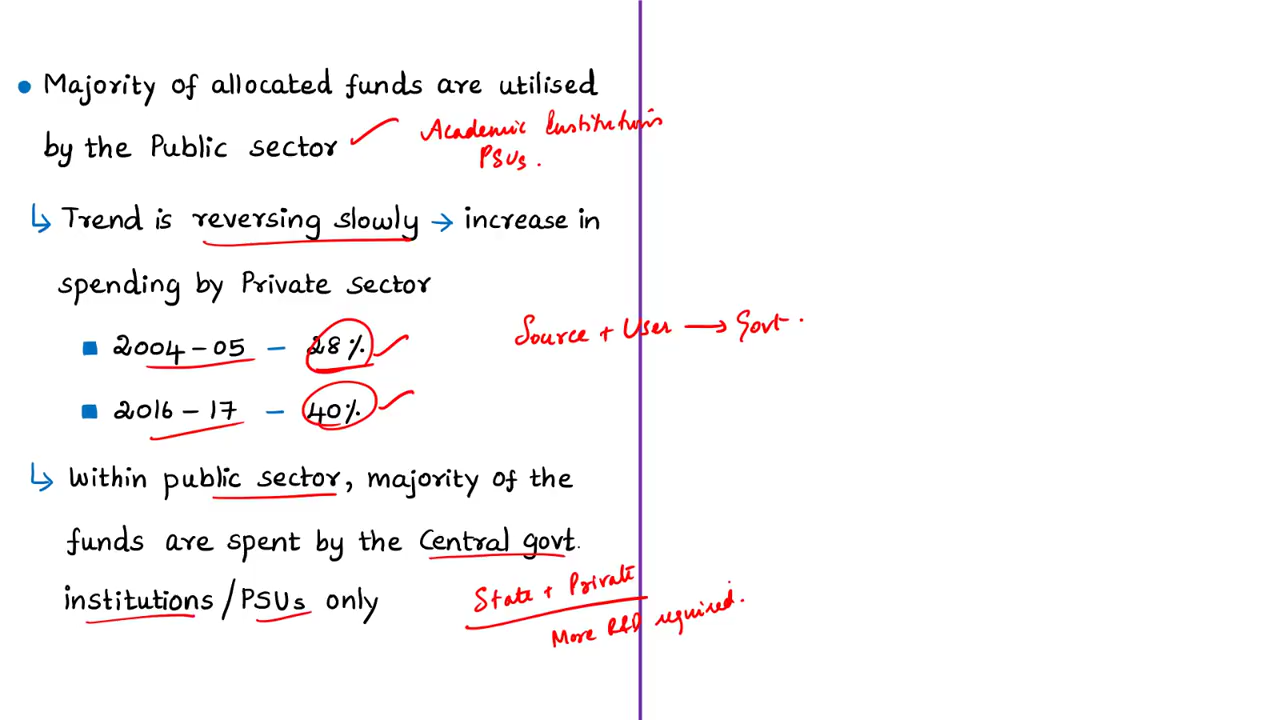 • Majority of allocated funds are utilised
by the Public sector
Academic Institutions
PSUs.
↳ Trend is reversing slowly → increase in
spending by Private sector
■ 2004-05 - 28%
Source + User → Govt.
■ 2016-17 - 40%
↳ Within public sector, majority of the
funds are spent by the Central govt.
institutions/PSUs only
State + Private
More R&D required.